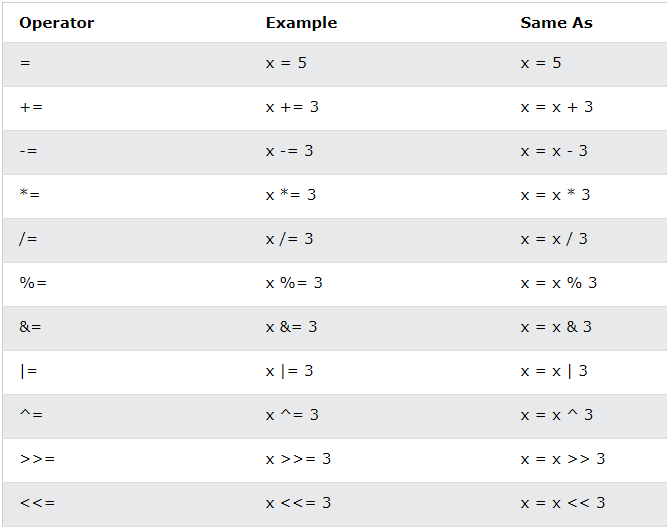 Operator Example Same As
= x = 5 x = 5
+= x += 3 x = x + 3
-= x -= 3 x = x - 3
*= x *= 3 x = x * 3
/= x /= 3 x = x / 3
%= x %= 3 x = x % 3
&= x &= 3 x = x & 3
|= x |= 3 x = x | 3
^= x ^= 3 x = x ^ 3
>>= x >>= 3 x = x >> 3
<<= x <<= 3 x = x << 3